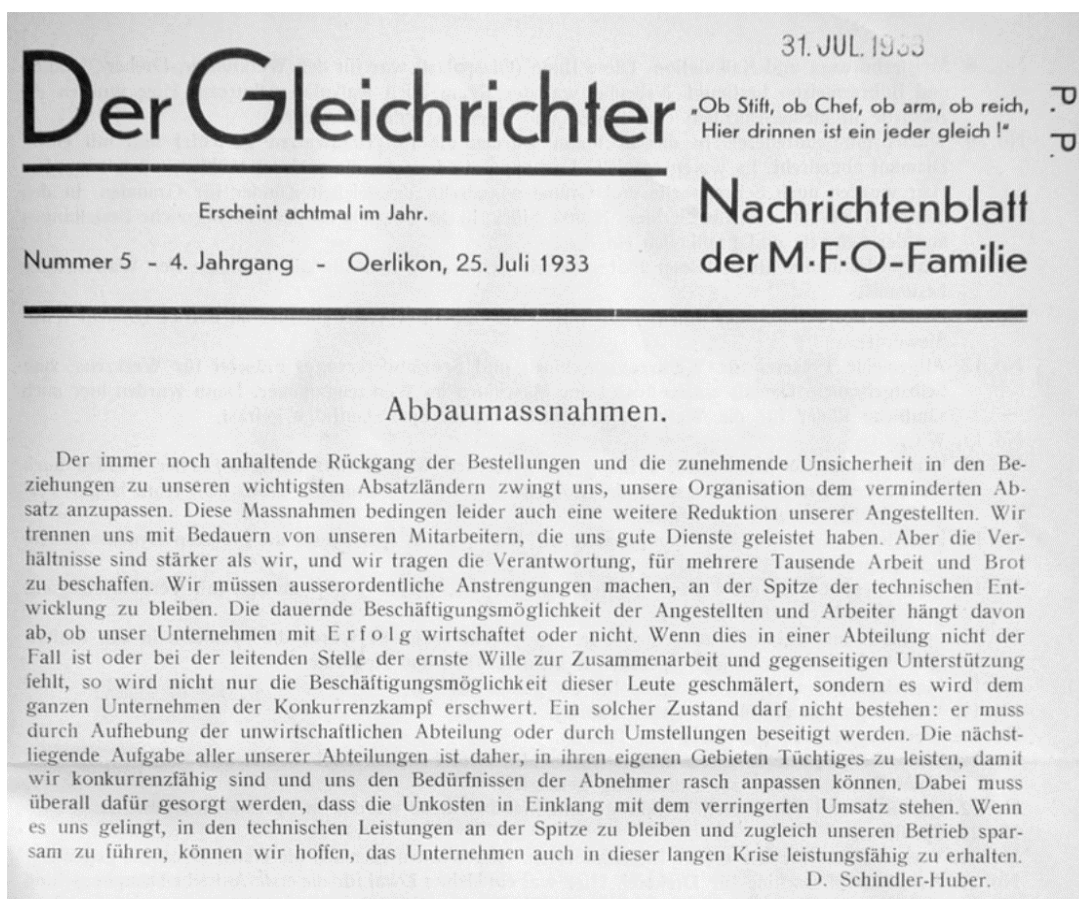 31. JUL. 1933
Der Gleichrichter
„Ob Stift, ob Chef, ob arm, ob reich,
Hier drinnen ist ein jeder gleich!"
P. P.
Erscheint achtmal im Jahr.
Nummer 5 - 4. Jahrgang - Oerlikon, 25. Juli 1933
Nachrichtenblatt
der M·F·O-Familie
Abbaumassnahmen.
Der immer noch anhaltende Rückgang der Bestellungen und die zunehmende Unsicherheit in den Be-
ziehungen zu unseren wichtigsten Absatzländern zwingt uns, unsere Organisation dem verminderten Ab-
satz anzupassen. Diese Massnahmen bedingen leider auch eine weitere Reduktion unserer Angestellten. Wir
trennen uns mit Bedauern von unseren Mitarbeitern, die uns gute Dienste geleistet haben. Aber die Ver-
hältnisse sind stärker als wir, und wir tragen die Verantwortung, für mehrere Tausende Arbeit und Brot
zu beschaffen. Wir müssen ausserordentliche Anstrengungen machen, an der Spitze der technischen Ent-
wicklung zu bleiben. Die dauernde Beschäftigungsmöglichkeit der Angestellten und Arbeiter hängt davon
ab, ob unser Unternehmen mit Erfolg wirtschaftet oder nicht. Wenn dies in einer Abteilung nicht der
Fall ist oder bei der leitenden Stelle der ernste Wille zur Zusammenarbeit und gegenseitigen Unterstützung
fehlt, so wird nicht nur die Beschäftigungsmöglichkeit dieser Leute geschmälert, sondern es wird dem
ganzen Unternehmen der Konkurrenzkampf erschwert. Ein solcher Zustand darf nicht bestehen: er muss
durch Aufhebung der unwirtschaftlichen Abteilung oder durch Umstellungen beseitigt werden. Die nächst-
liegende Aufgabe aller unserer Abteilungen ist daher, in ihren eigenen Gebieten Tüchtiges zu leisten, damit
wir konkurrenzfähig sind und uns den Bedürfnissen der Abnehmer rasch anpassen können. Dabei muss
überall dafür gesorgt werden, dass die Unkosten in Einklang mit dem verringerten Umsatz stehen. Wenn
es uns gelingt, in den technischen Leistungen an der Spitze zu bleiben und zugleich unseren Betrieb spar-
sam zu führen, können wir hoffen, das Unternehmen auch in dieser langen Krise leistungsfähig zu erhalten.
D. Schindler-Huber.